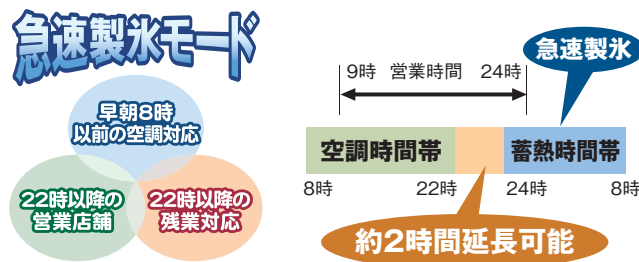 急速製氷モード
早朝8時
以前の空調対応
22時以降の
営業店舗
22時以降の
残業対応
急速製氷
9時 営業時間 24時
空調時間帯
蓄熱時間帯
8時 22時 24時 8時
約2時間延長可能